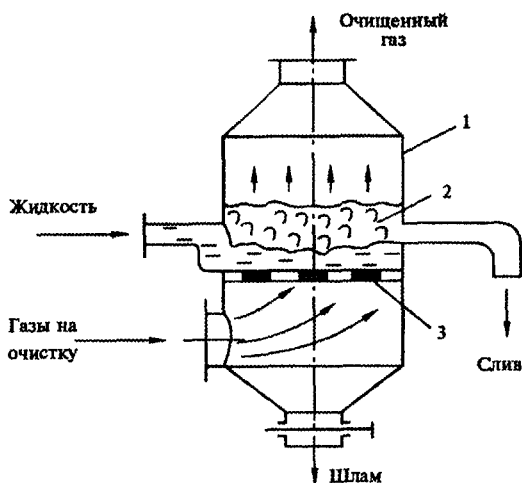 Очищенный
газ
1
2
Жидкость
Газы на
очистку
3
Слив
Шлам